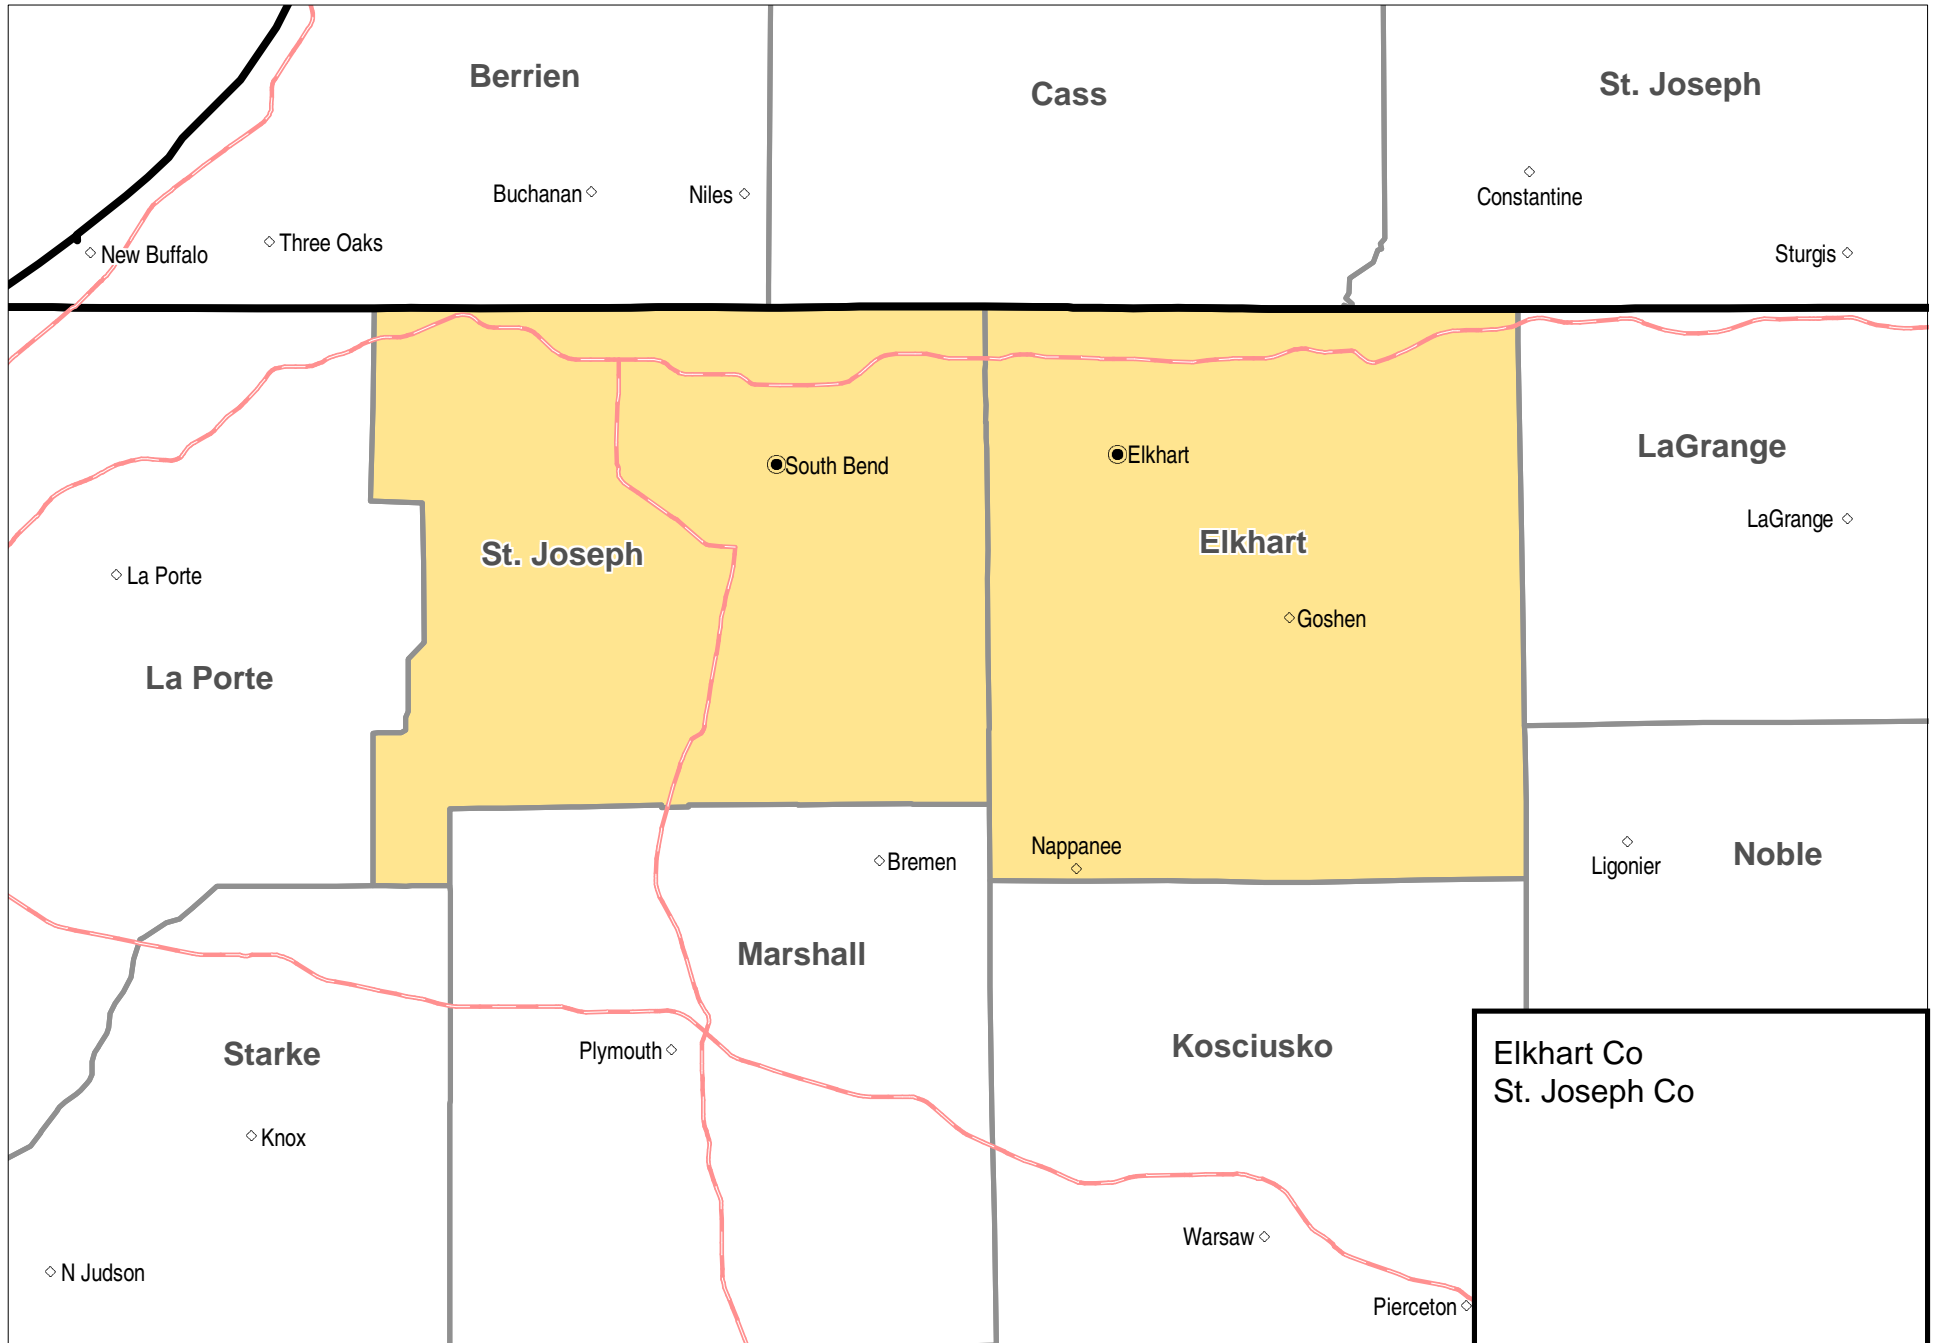 Berrien
Cass
St. Joseph
Buchanan
Niles
Constantine
New Buffalo
Three Oaks
Sturgis
South Bend
Elkhart
LaGrange
LaGrange
St. Joseph
Elkhart
La Porte
Goshen
La Porte
Nappanee
Bremen
Ligonier
Noble
Marshall
Starke
Plymouth
Kosciusko
Elkhart Co
St. Joseph Co
Knox
Warsaw
N Judson
Pierceton